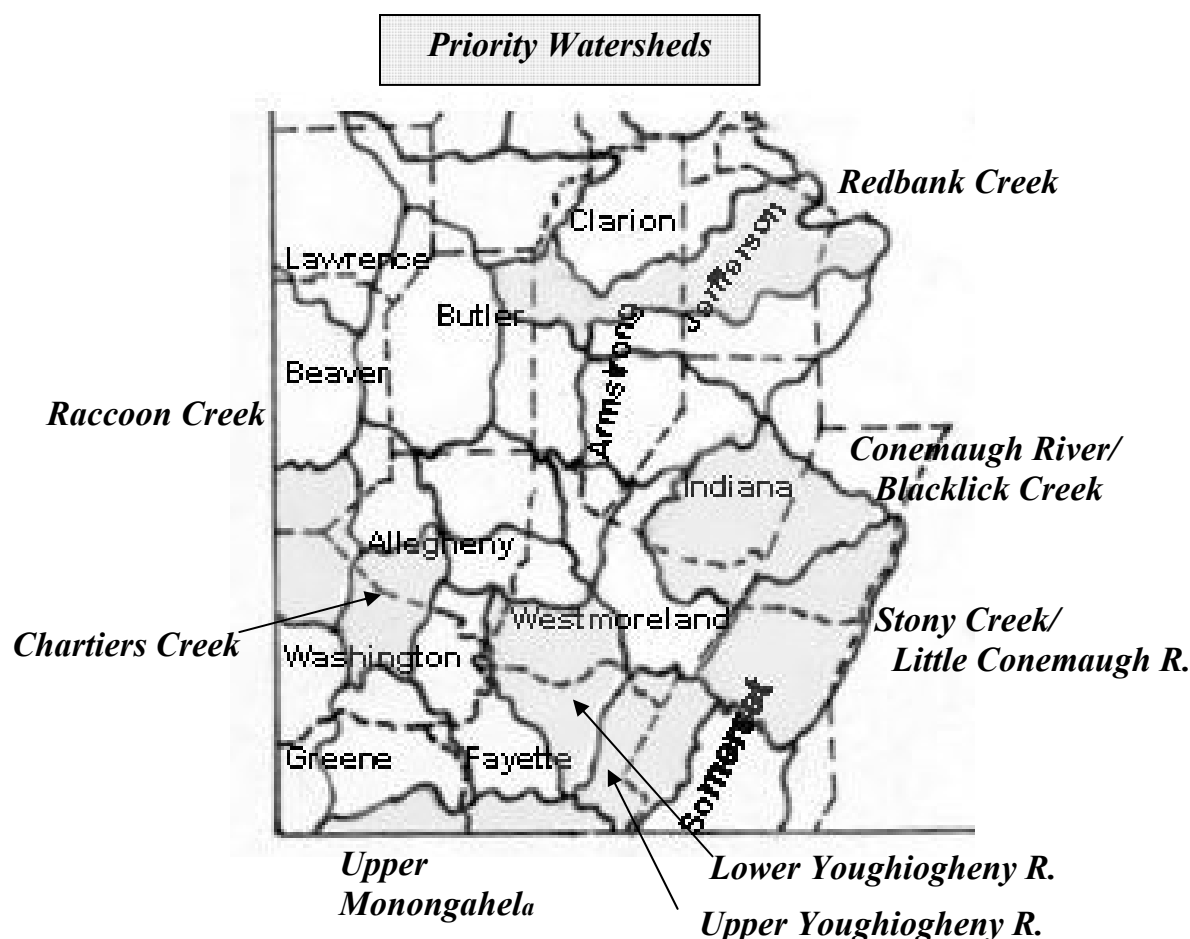 Priority Watersheds
Redbank Creek
Clarion
Jefferson
Lawrence
Butler
Armstrong
Beaver
Raccoon Creek
Conemaugh River/
Blacklick Creek
Indiana
Allegheny
Westmoreland
Stony Creek/
Little Conemaugh R.
Chartiers Creek
Washington
Somerset
Greene
Fayette
Upper
Monongahela
Lower Youghiogheny R.
Upper Youghiogheny R.